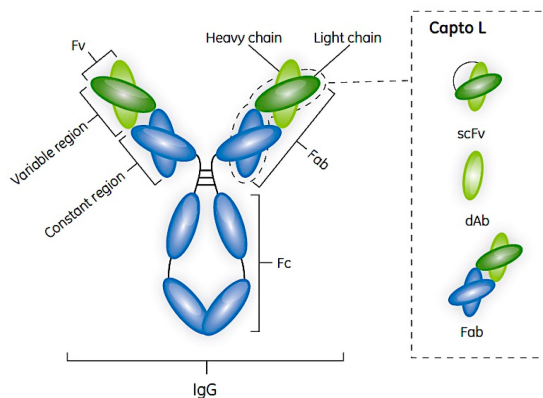 Fv
Heavy chain
Light chain
Capto L
scFv
Variable region
Constant region
Fab
dAb
Fc
Fab
IgG